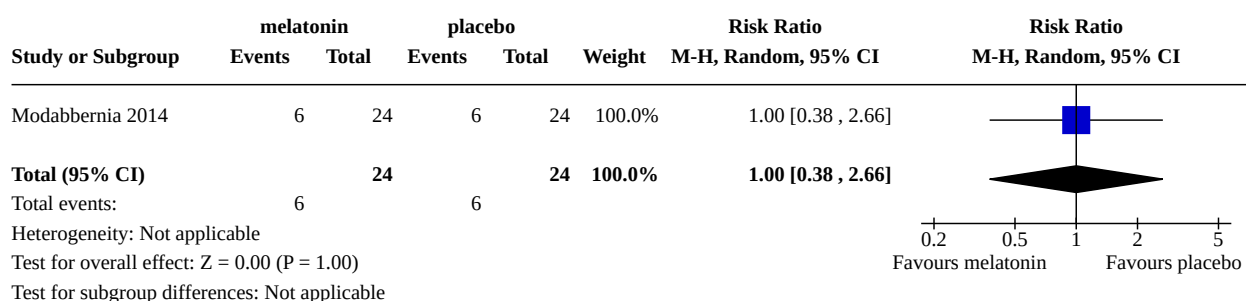 melatonin placebo Risk Ratio Risk Ratio
Study or Subgroup Events Total Events Total Weight M-H, Random, 95% CI M-H, Random, 95% CI
Modabbernia 2014 6 24 6 24 100.0% 1.00 [0.38 , 2.66]
Total (95% CI) 24 24 100.0% 1.00 [0.38 , 2.66]
Total events: 6 6
Heterogeneity: Not applicable 0.2 0.5 1 2 5
Test for overall effect: Z = 0.00 (P = 1.00) Favours melatonin Favours placebo
Test for subgroup differences: Not applicable